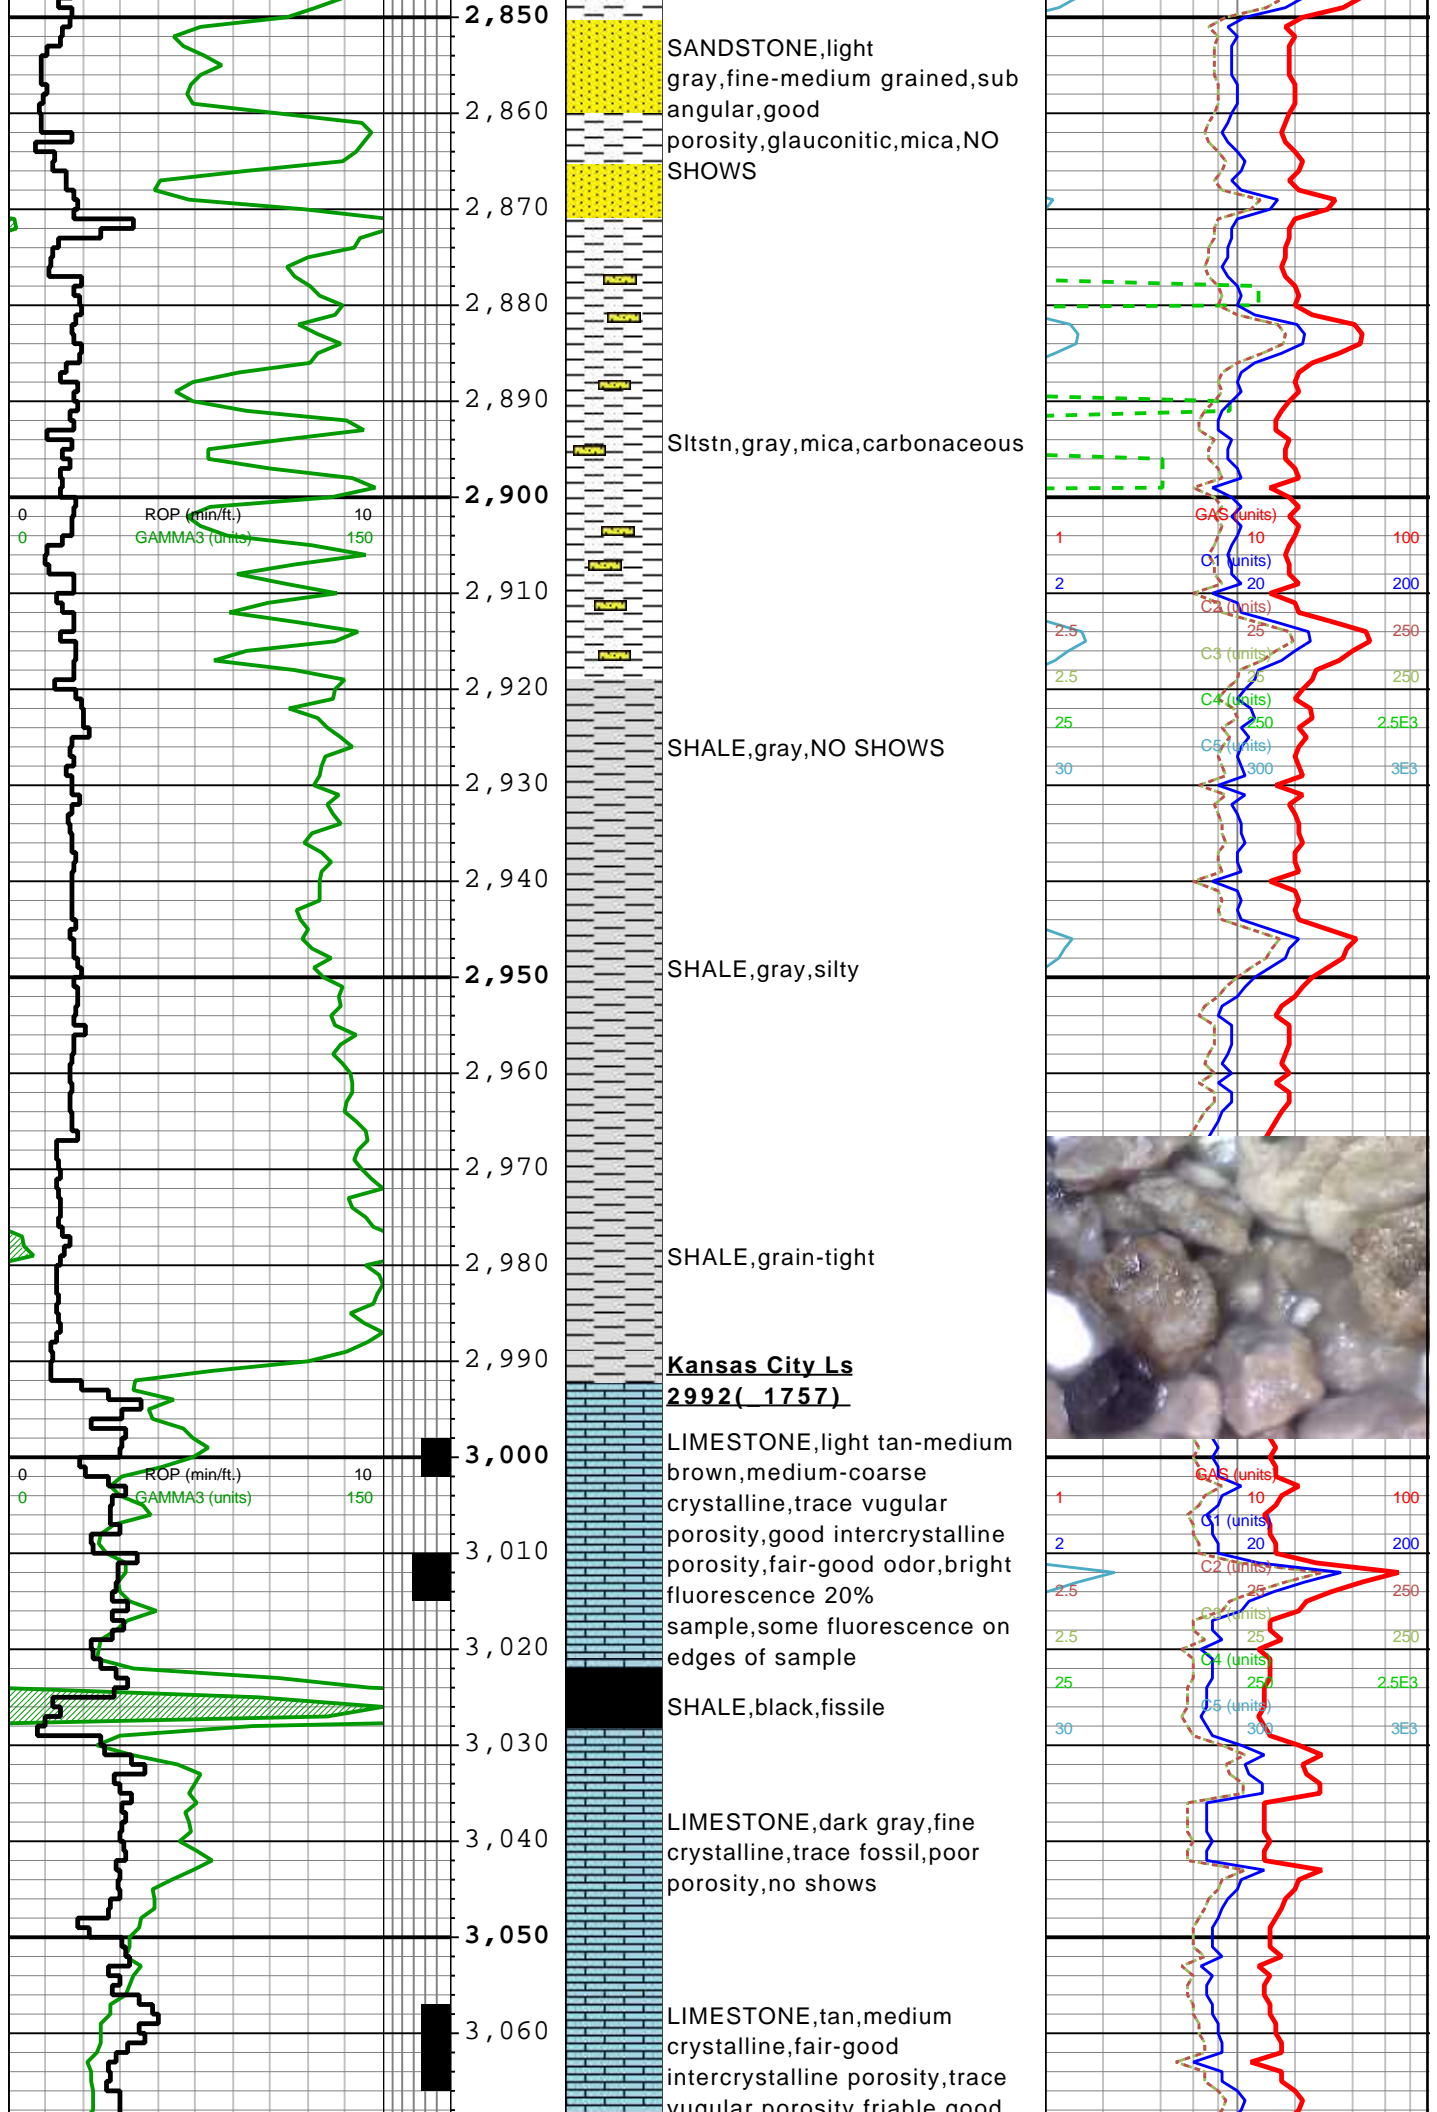 2,850
SANDSTONE,light
gray,fine-medium grained,sub
2,860
angular,good
porosity,glauconitic,mica,NO
SHOWS
2,870
2,880
2,890
Sltstn,gray,mica,carbonaceous
2,900
0 ROP (min/ft.) 10
0 GAMMA3 (units) 150
GAS (units)
1 10 100
C1 (units)
2 20 200
C2 (units)
2.5 25 250
C3 (units)
2.5 25 250
C4 (units)
25 250 2.5E3
C5 (units)
30 300 3E3
2,910
2,920
SHALE,gray,NO SHOWS
2,930
2,940
2,950
SHALE,gray,silty
2,960
2,970
2,980
SHALE,grain-tight
2,990
Kansas City Ls
2992(_1757)
3,000
LIMESTONE,light tan-medium
brown,medium-coarse
crystalline,trace vugular
porosity,good intercrystalline
porosity,fair-good odor,bright
fluorescence 20%
sample,some fluorescence on
edges of sample
0 ROP (min/ft.) 10
0 GAMMA3 (units) 150
GAS (units)
1 10 100
C1 (units)
2 20 200
C2 (units)
2.5 25 250
C3 (units)
2.5 25 250
C4 (units)
25 250 2.5E3
C5 (units)
30 300 3E3
3,010
3,020
SHALE,black,fissile
3,030
3,040
LIMESTONE,dark gray,fine
crystalline,trace fossil,poor
porosity,no shows
3,050
3,060
LIMESTONE,tan,medium
crystalline,fair-good
intercrystalline porosity,trace
vugular porosity,friable,good